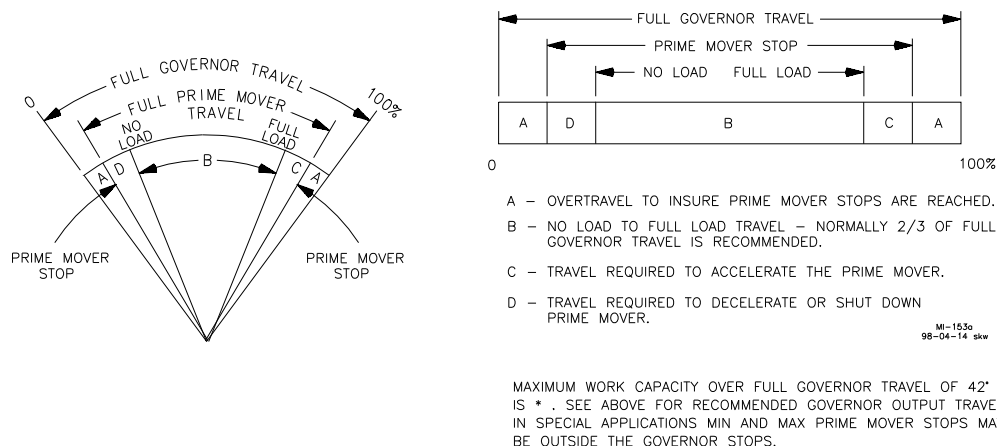 FULL GOVERNOR TRAVEL
0
100%
FULL PRIME MOVER
TRAVEL
NO
LOAD
FULL
LOAD
A
D
B
C
A
PRIME MOVER
STOP
PRIME MOVER
STOP
FULL GOVERNOR TRAVEL
PRIME MOVER STOP
NO LOAD FULL LOAD
A D B C A
0 100%
A – OVERTRAVEL TO INSURE PRIME MOVER STOPS ARE REACHED.
B – NO LOAD TO FULL LOAD TRAVEL – NORMALLY 2/3 OF FULL
GOVERNOR TRAVEL IS RECOMMENDED.
C – TRAVEL REQUIRED TO ACCELERATE THE PRIME MOVER.
D – TRAVEL REQUIRED TO DECELERATE OR SHUT DOWN
PRIME MOVER.
MI-153a
98-04-14 skw
MAXIMUM WORK CAPACITY OVER FULL GOVERNOR TRAVEL OF 42°
IS * . SEE ABOVE FOR RECOMMENDED GOVERNOR OUTPUT TRAVE
IN SPECIAL APPLICATIONS MIN AND MAX PRIME MOVER STOPS MA
BE OUTSIDE THE GOVERNOR STOPS.